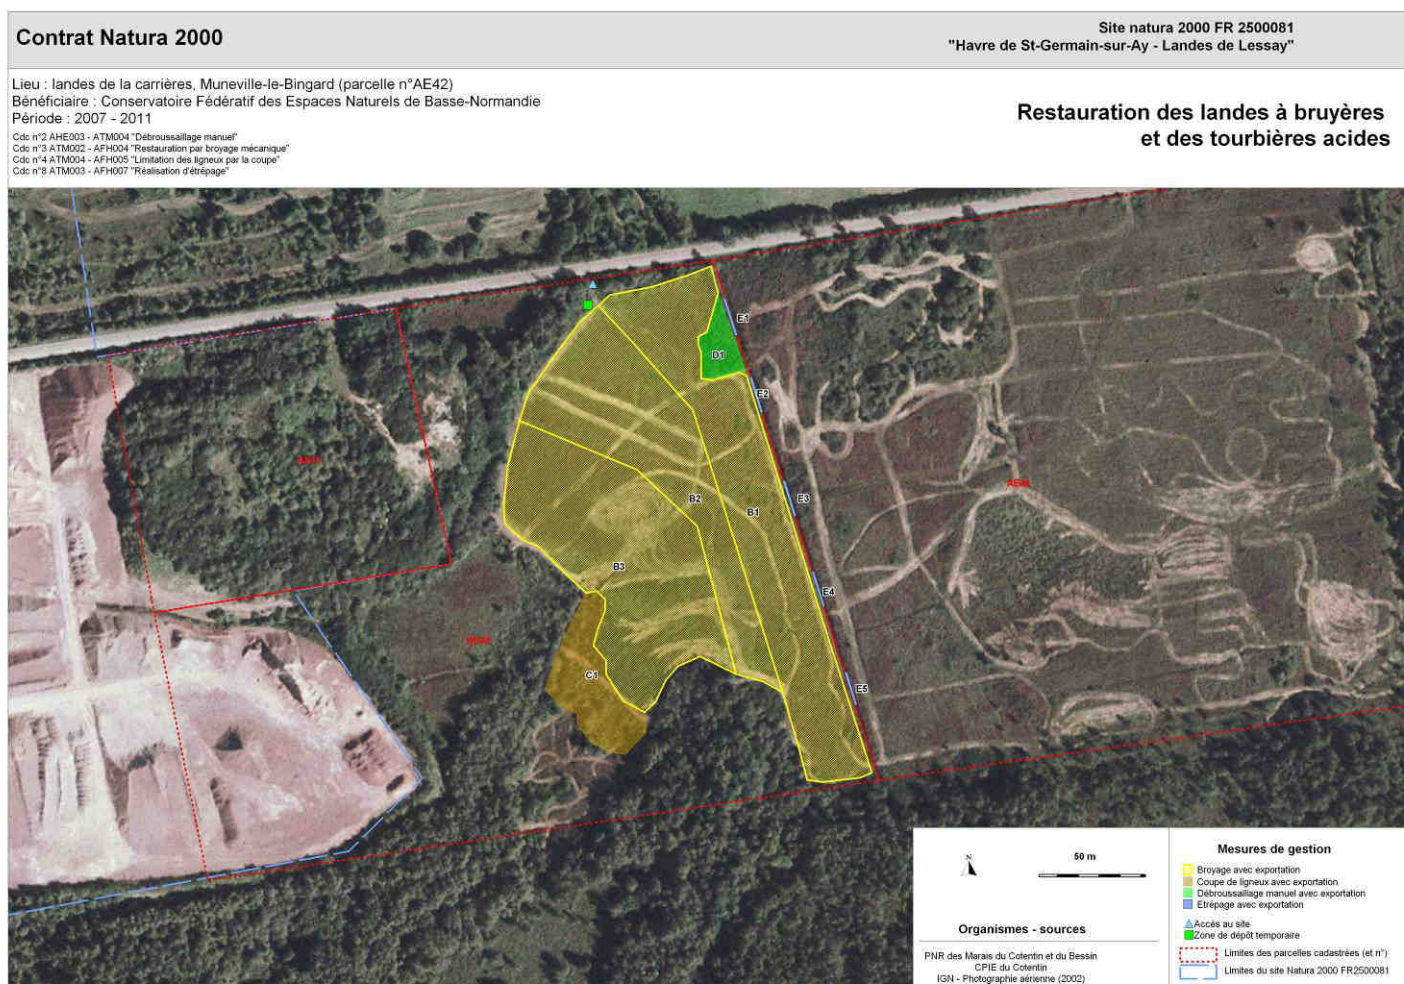 Contrat Natura 2000
Site natura 2000 FR 2500081
"Havre de St-Germain-sur-Ay - Landes de Lessay"
Lieu : landes de la carrières, Muneville-le-Bingard (parcelle n°AE42)
Bénéficiaire : Conservatoire Fédératif des Espaces Naturels de Basse-Normandie
Période : 2007 - 2011
Cdc n°2 AHE003 - ATM004 "Débroussaillage manuel"
Cdc n°3 ATM002 - AFH004 "Restauration par broyage mécanique"
Cdc n°4 ATM004 - AFH005 "Limitation des ligneux par la coupe"
Cdc n°8 ATM003 - AFH007 "Réalisation d'étrépage"
Restauration des landes à bruyères
et des tourbières acides
E1
D1
E2
B2
E3
B1
B3
E4
AE42
C1
E5
N
50 m
Organismes - sources
PNR des Marais du Cotentin et du Bessin
CPIE du Cotentin
IGN - Photographie aérienne (2002)
Mesures de gestion
Broyage avec exportation
Coupe de ligneux avec exportation
Débroussaillage manuel avec exportation
Etrépage avec exportation
Accès au site
Zone de dépôt temporaire
Limites des parcelles cadastrées (et n°)
Limites du site Natura 2000 FR2500081